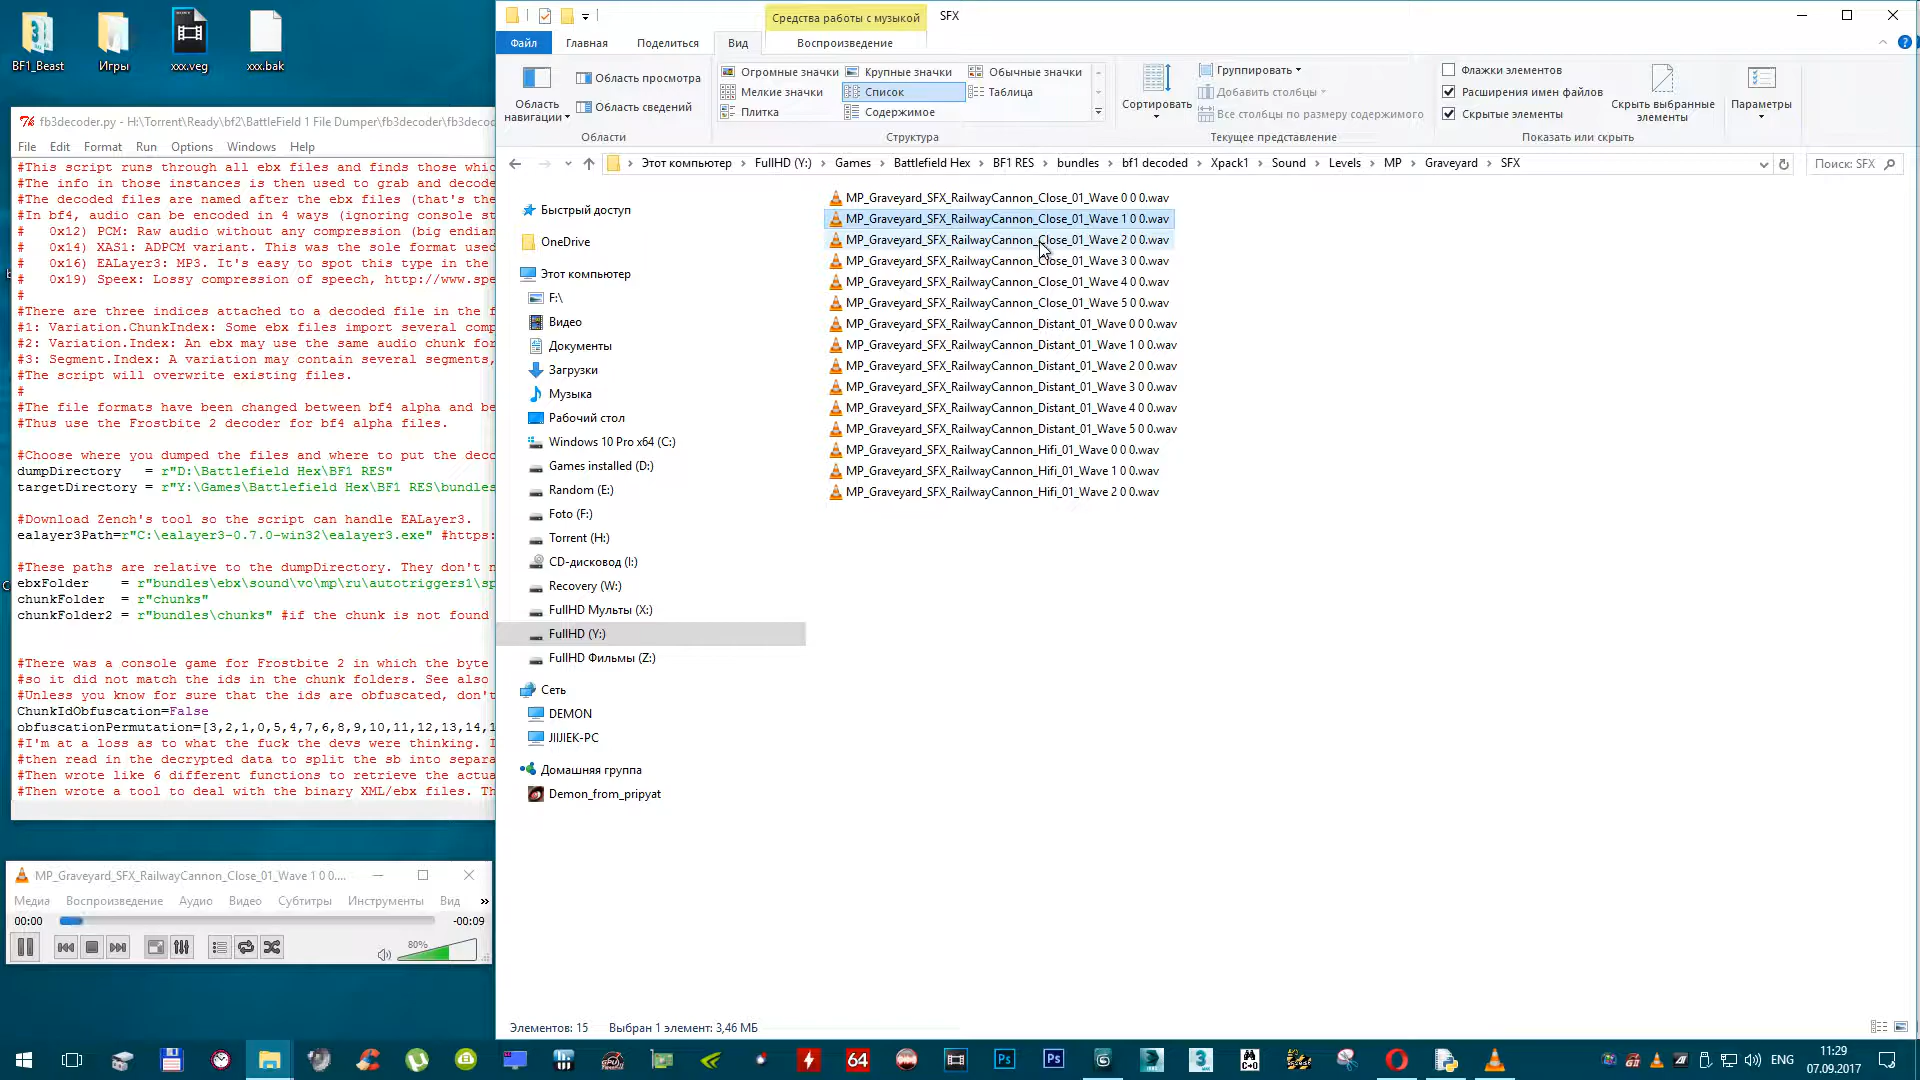 BF1_Beast
Игры
xxx.veg
xxx.bak
fb3decoder.py - H:\Torrent\Ready\bf2\BattleField 1 File Dumper\fb3decoder\fb3deco
File Edit Format Run Options Windows Help
#This script runs through all ebx files and finds those whic
#The info in those instances is then used to grab and decode
#The decoded files are named after the ebx files (that's the
#In bf4, audio can be encoded in 4 ways (ignoring console st
#   0x12) PCM: Raw audio without any compression (big endian
#   0x14) XAS1: ADPCM variant. This was the sole format used
#   0x16) EALayer3: MP3. It's easy to spot this type in the
#   0x19) Speex: Lossy compression of speech, http://www.spe
#
#There are three indices attached to a decoded file in the f
#1: Variation.ChunkIndex: Some ebx files import several comp
#2: Variation.Index: An ebx may use the same audio chunk for
#3: Segment.Index: A variation may contain several segments,
#The script will overwrite existing files.
#
#The file formats have been changed between bf4 alpha and be
#Thus use the Frostbite 2 decoder for bf4 alpha files.
#Choose where you dumped the files and where to put the deco
dumpDirectory   = r"D:\Battlefield Hex\BF1 RES"
targetDirectory = r"Y:\Games\Battlefield Hex\BF1 RES\bundles
#Download Zench's tool so the script can handle EALayer3.
ealayer3Path=r"C:\ealayer3-0.7.0-win32\ealayer3.exe" #https:
#These paths are relative to the dumpDirectory. They don't n
ebxFolder    = r"bundles\ebx\sound\vo\mp\ru\autotriggers1\sp
chunkFolder  = r"chunks"
chunkFolder2 = r"bundles\chunks" #if the chunk is not found
#There was a console game for Frostbite 2 in which the byte
#so it did not match the ids in the chunk folders. See also
#Unless you know for sure that the ids are obfuscated, don't
ChunkIdObfuscation=False
obfuscationPermutation=[3,2,1,0,5,4,7,6,8,9,10,11,12,13,14,1
#I'm at a loss as to what the fuck the devs were thinking. I
#then read in the decrypted data to split the sb into separa
#Then wrote like 6 different functions to retrieve the actua
#Then wrote a tool to deal with the binary XML/ebx files. Th
MP_Graveyard_SFX_RailwayCannon_Close_01_Wave 1 0 0....
Медиа Воспроизведение Аудио Видео Субтитры Инструменты Вид »
00:00
-00:09
80%
Средства работы с музыкой
SFX
Файл Главная Поделиться Вид Воспроизведение
Область навигации
Область просмотра
Область сведений
Области
Огромные значки Крупные значки Обычные значки
Мелкие значки Список Таблица
Плитка Содержимое
Структура
Сортировать
Группировать
Добавить столбцы
Все столбцы по размеру содержимого
Текущее представление
Флажки элементов
Расширения имен файлов
Скрытые элементы
Скрыть выбранные элементы
Показать или скрыть
Параметры
Этот компьютер › FullHD (Y:) › Games › Battlefield Hex › BF1 RES › bundles › bf1 decoded › Xpack1 › Sound › Levels › MP › Graveyard › SFX
Поиск: SFX
Быстрый доступ
OneDrive
Этот компьютер
F:\
Видео
Документы
Загрузки
Музыка
Рабочий стол
Windows 10 Pro x64 (C:)
Games installed (D:)
Random (E:)
Foto (F:)
Torrent (H:)
CD-дисковод (I:)
Recovery (W:)
FullHD Мульты (X:)
FullHD (Y:)
FullHD Фильмы (Z:)
Сеть
DEMON
JIJIEK-PC
Домашняя группа
Demon_from_pripyat
MP_Graveyard_SFX_RailwayCannon_Close_01_Wave 0 0 0.wav
MP_Graveyard_SFX_RailwayCannon_Close_01_Wave 1 0 0.wav
MP_Graveyard_SFX_RailwayCannon_Close_01_Wave 2 0 0.wav
MP_Graveyard_SFX_RailwayCannon_Close_01_Wave 3 0 0.wav
MP_Graveyard_SFX_RailwayCannon_Close_01_Wave 4 0 0.wav
MP_Graveyard_SFX_RailwayCannon_Close_01_Wave 5 0 0.wav
MP_Graveyard_SFX_RailwayCannon_Distant_01_Wave 0 0 0.wav
MP_Graveyard_SFX_RailwayCannon_Distant_01_Wave 1 0 0.wav
MP_Graveyard_SFX_RailwayCannon_Distant_01_Wave 2 0 0.wav
MP_Graveyard_SFX_RailwayCannon_Distant_01_Wave 3 0 0.wav
MP_Graveyard_SFX_RailwayCannon_Distant_01_Wave 4 0 0.wav
MP_Graveyard_SFX_RailwayCannon_Distant_01_Wave 5 0 0.wav
MP_Graveyard_SFX_RailwayCannon_Hifi_01_Wave 0 0 0.wav
MP_Graveyard_SFX_RailwayCannon_Hifi_01_Wave 1 0 0.wav
MP_Graveyard_SFX_RailwayCannon_Hifi_01_Wave 2 0 0.wav
Элементов: 15 Выбран 1 элемент: 3,46 МБ
64
Ps
Ps
3
ENG
11:29
07.09.2017